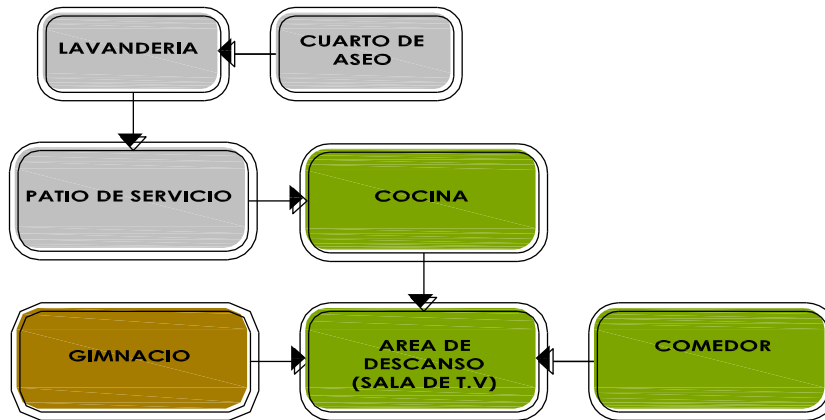 LAVANDERIA
CUARTO DE
ASEO
PATIO DE SERVICIO
COCINA
GIMNACIO
AREA DE
DESCANSO
(SALA DE T.V)
COMEDOR